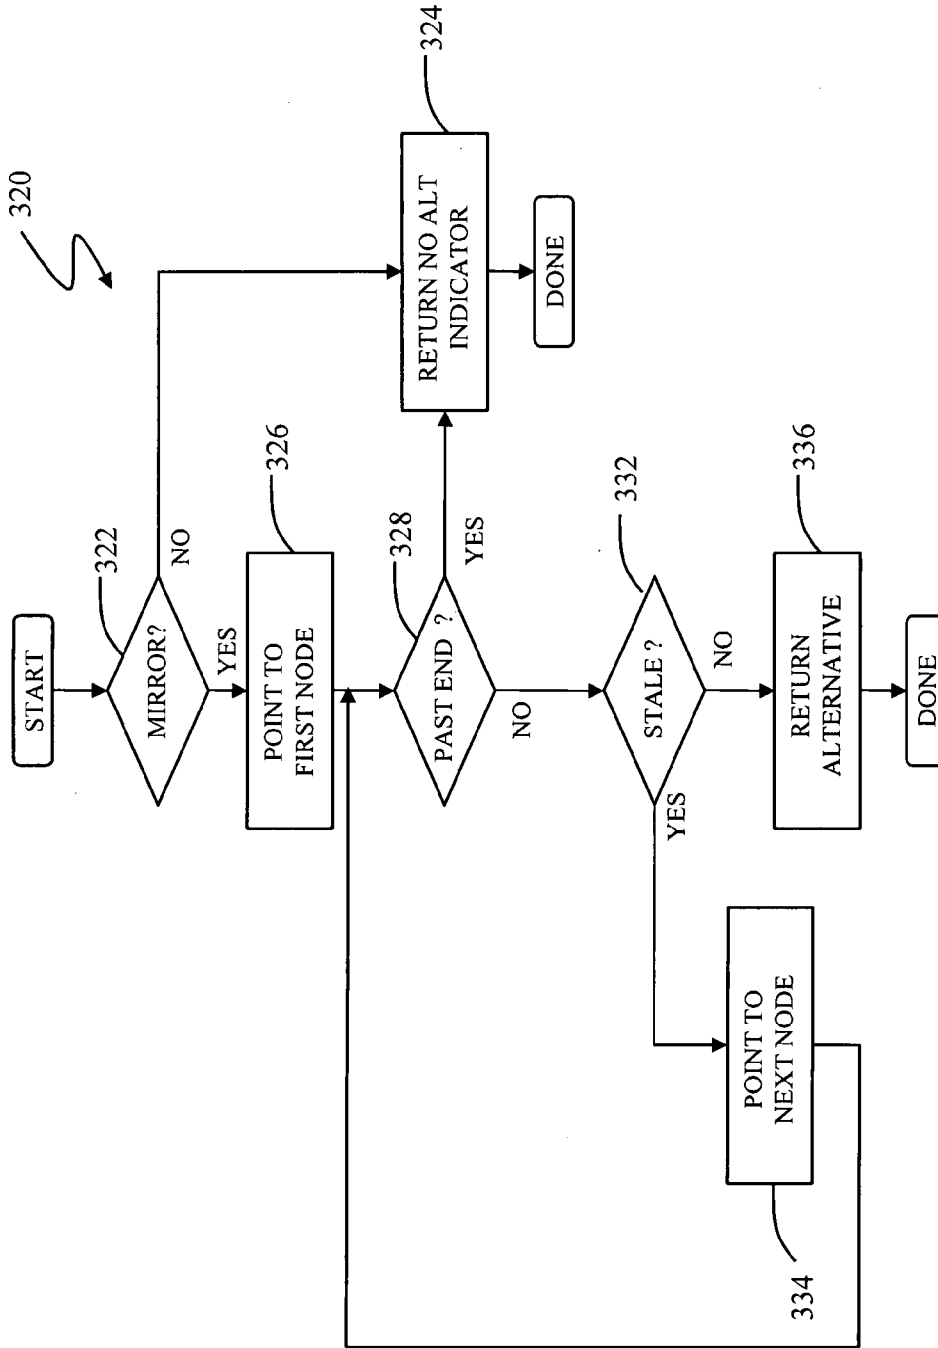 320
START
322
MIRROR?
NO
YES
324
RETURN NO ALT
INDICATOR
DONE
326
POINT TO
FIRST NODE
328
PAST END ?
YES
NO
332
STALE ?
YES
NO
334
POINT TO
NEXT NODE
336
RETURN
ALTERNATIVE
DONE